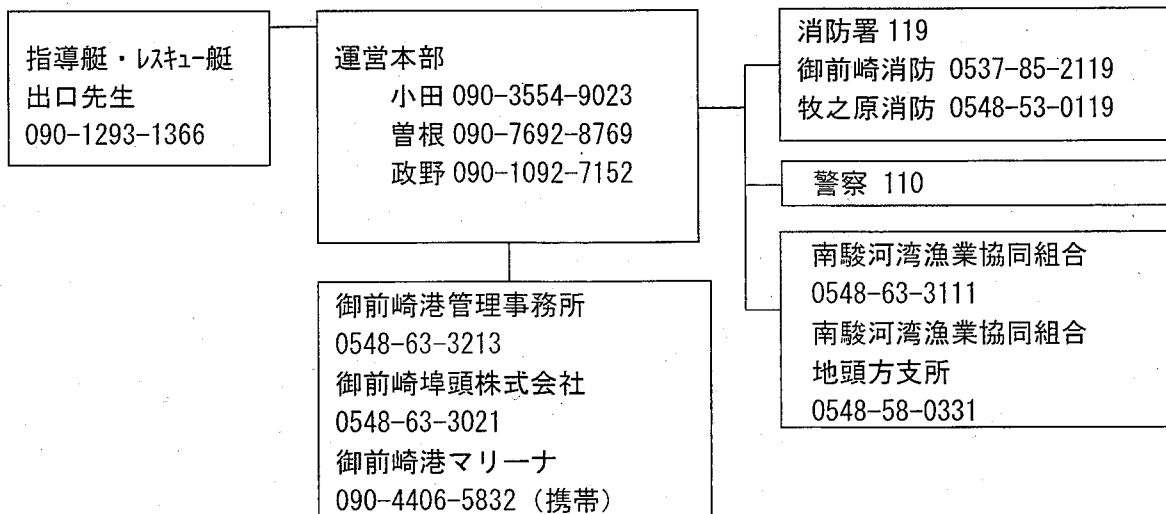 指導艇・ﾚｽｷｭｰ艇
出口先生
090-1293-1366
運営本部
小田 090-3554-9023
曽根 090-7692-8769
政野 090-1092-7152
消防署 119
御前崎消防 0537-85-2119
牧之原消防 0548-53-0119
警察 110
南駿河湾漁業協同組合
0548-63-3111
南駿河湾漁業協同組合
地頭方支所
0548-58-0331
御前崎港管理事務所
0548-63-3213
御前崎埠頭株式会社
0548-63-3021
御前崎港マリーナ
090-4406-5832（携帯）